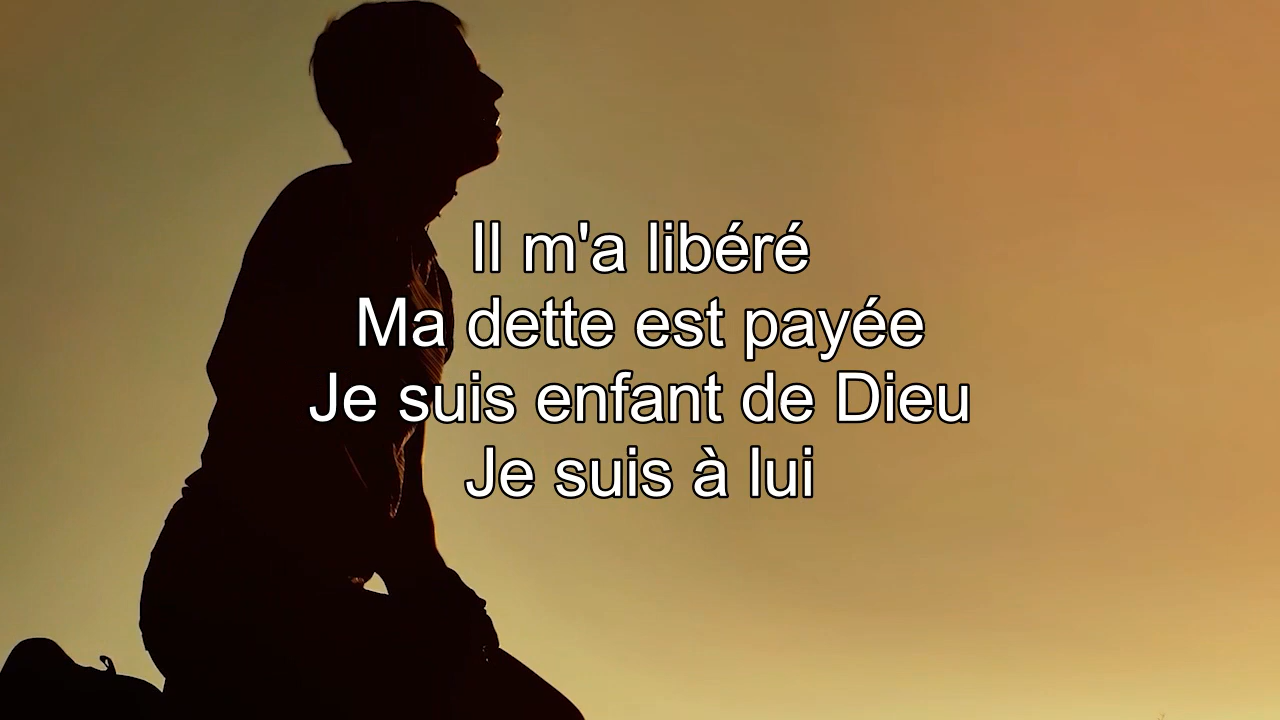 Il m'a libéré
Ma dette est payée
Je suis enfant de Dieu
Je suis à lui